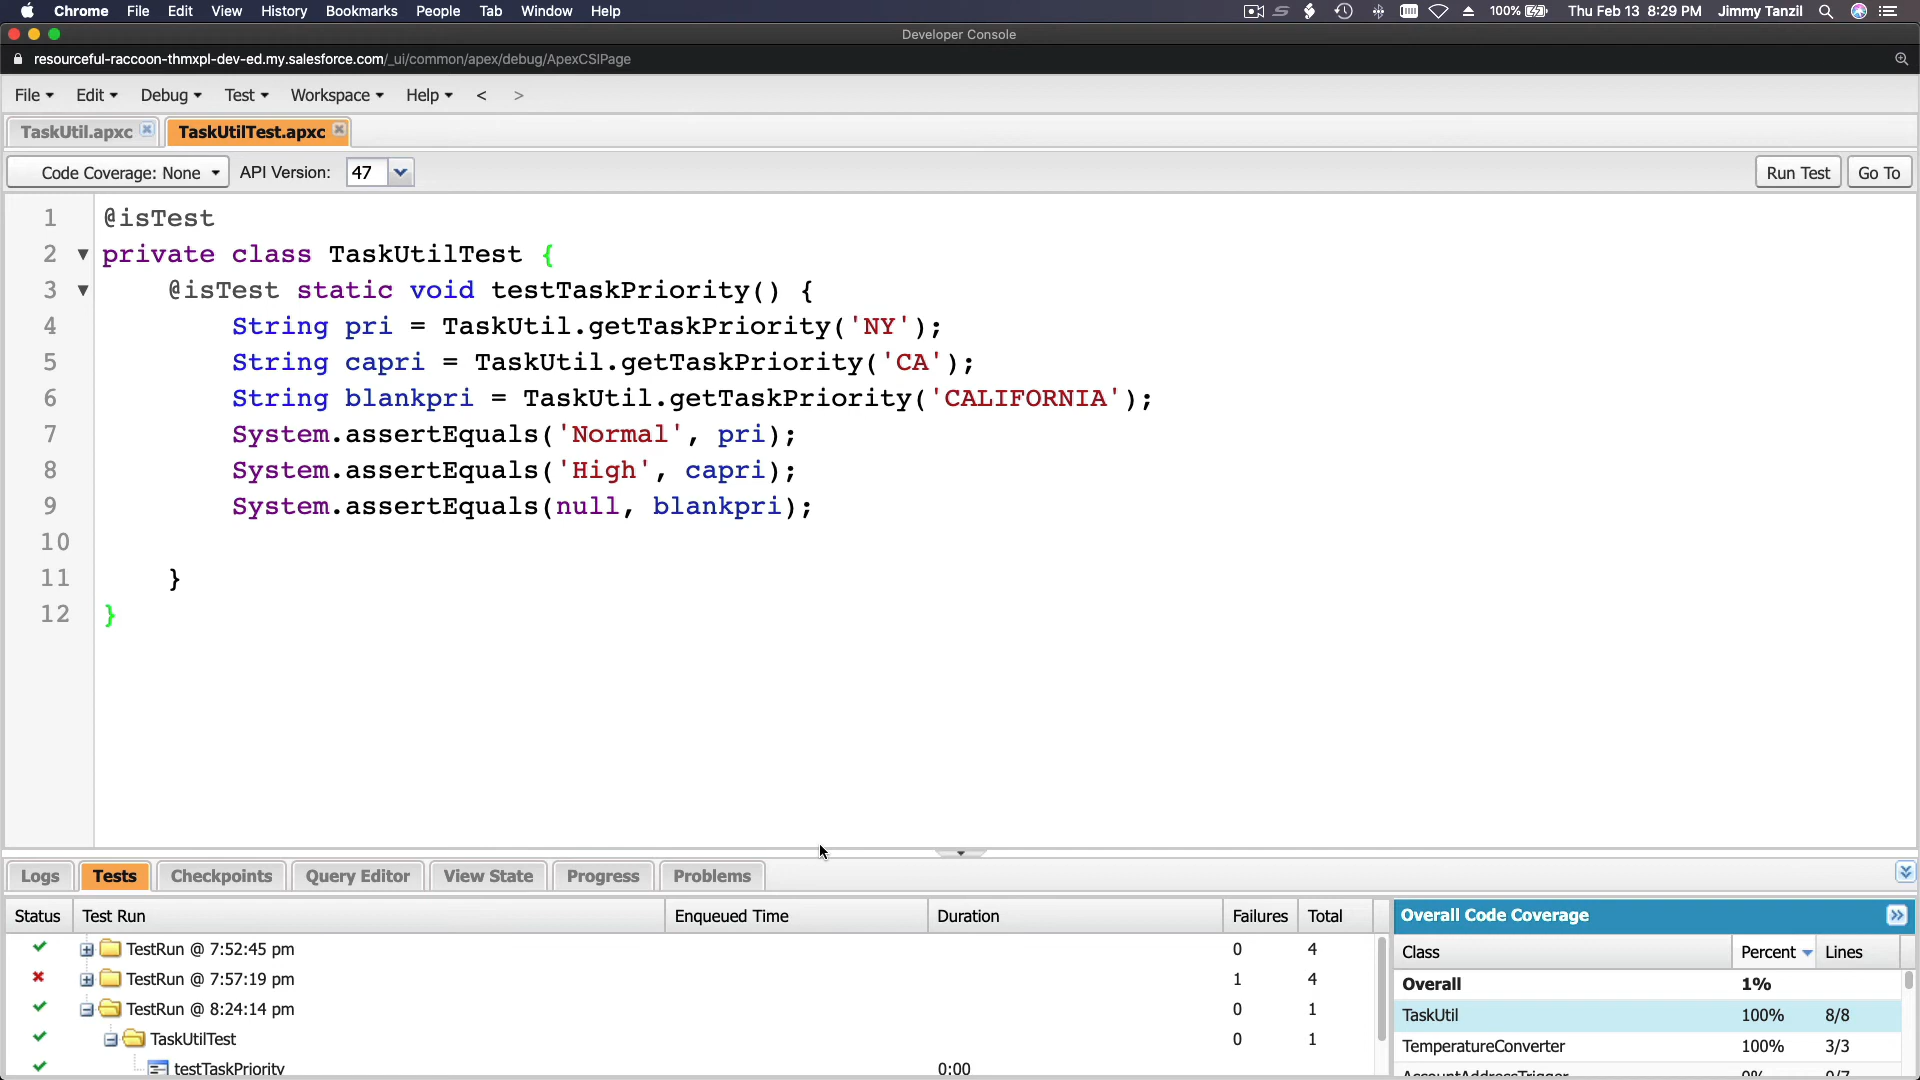 Chrome File Edit View History Bookmarks People Tab Window Help 100% Thu Feb 13 8:29 PM Jimmy Tanzil
Developer Console
resourceful-raccoon-thmxpl-dev-ed.my.salesforce.com/_ui/common/apex/debug/ApexCSIPage
File Edit Debug Test Workspace Help < >
TaskUtil.apxc TaskUtilTest.apxc
Code Coverage: None API Version: 47 Run Test Go To
1 @isTest
2 private class TaskUtilTest {
3 @isTest static void testTaskPriority() {
4 String pri = TaskUtil.getTaskPriority('NY');
5 String capri = TaskUtil.getTaskPriority('CA');
6 String blankpri = TaskUtil.getTaskPriority('CALIFORNIA');
7 System.assertEquals('Normal', pri);
8 System.assertEquals('High', capri);
9 System.assertEquals(null, blankpri);
10
11 }
12 }
Logs Tests Checkpoints Query Editor View State Progress Problems
Status Test Run Enqueued Time Duration Failures Total
TestRun @ 7:52:45 pm 0 4
TestRun @ 7:57:19 pm 1 4
TestRun @ 8:24:14 pm 0 1
TaskUtilTest 0 1
testTaskPriority 0:00
Overall Code Coverage
Class Percent Lines
Overall 1%
TaskUtil 100% 8/8
TemperatureConverter 100% 3/3
AccountAddressTrigger 0% 0/7